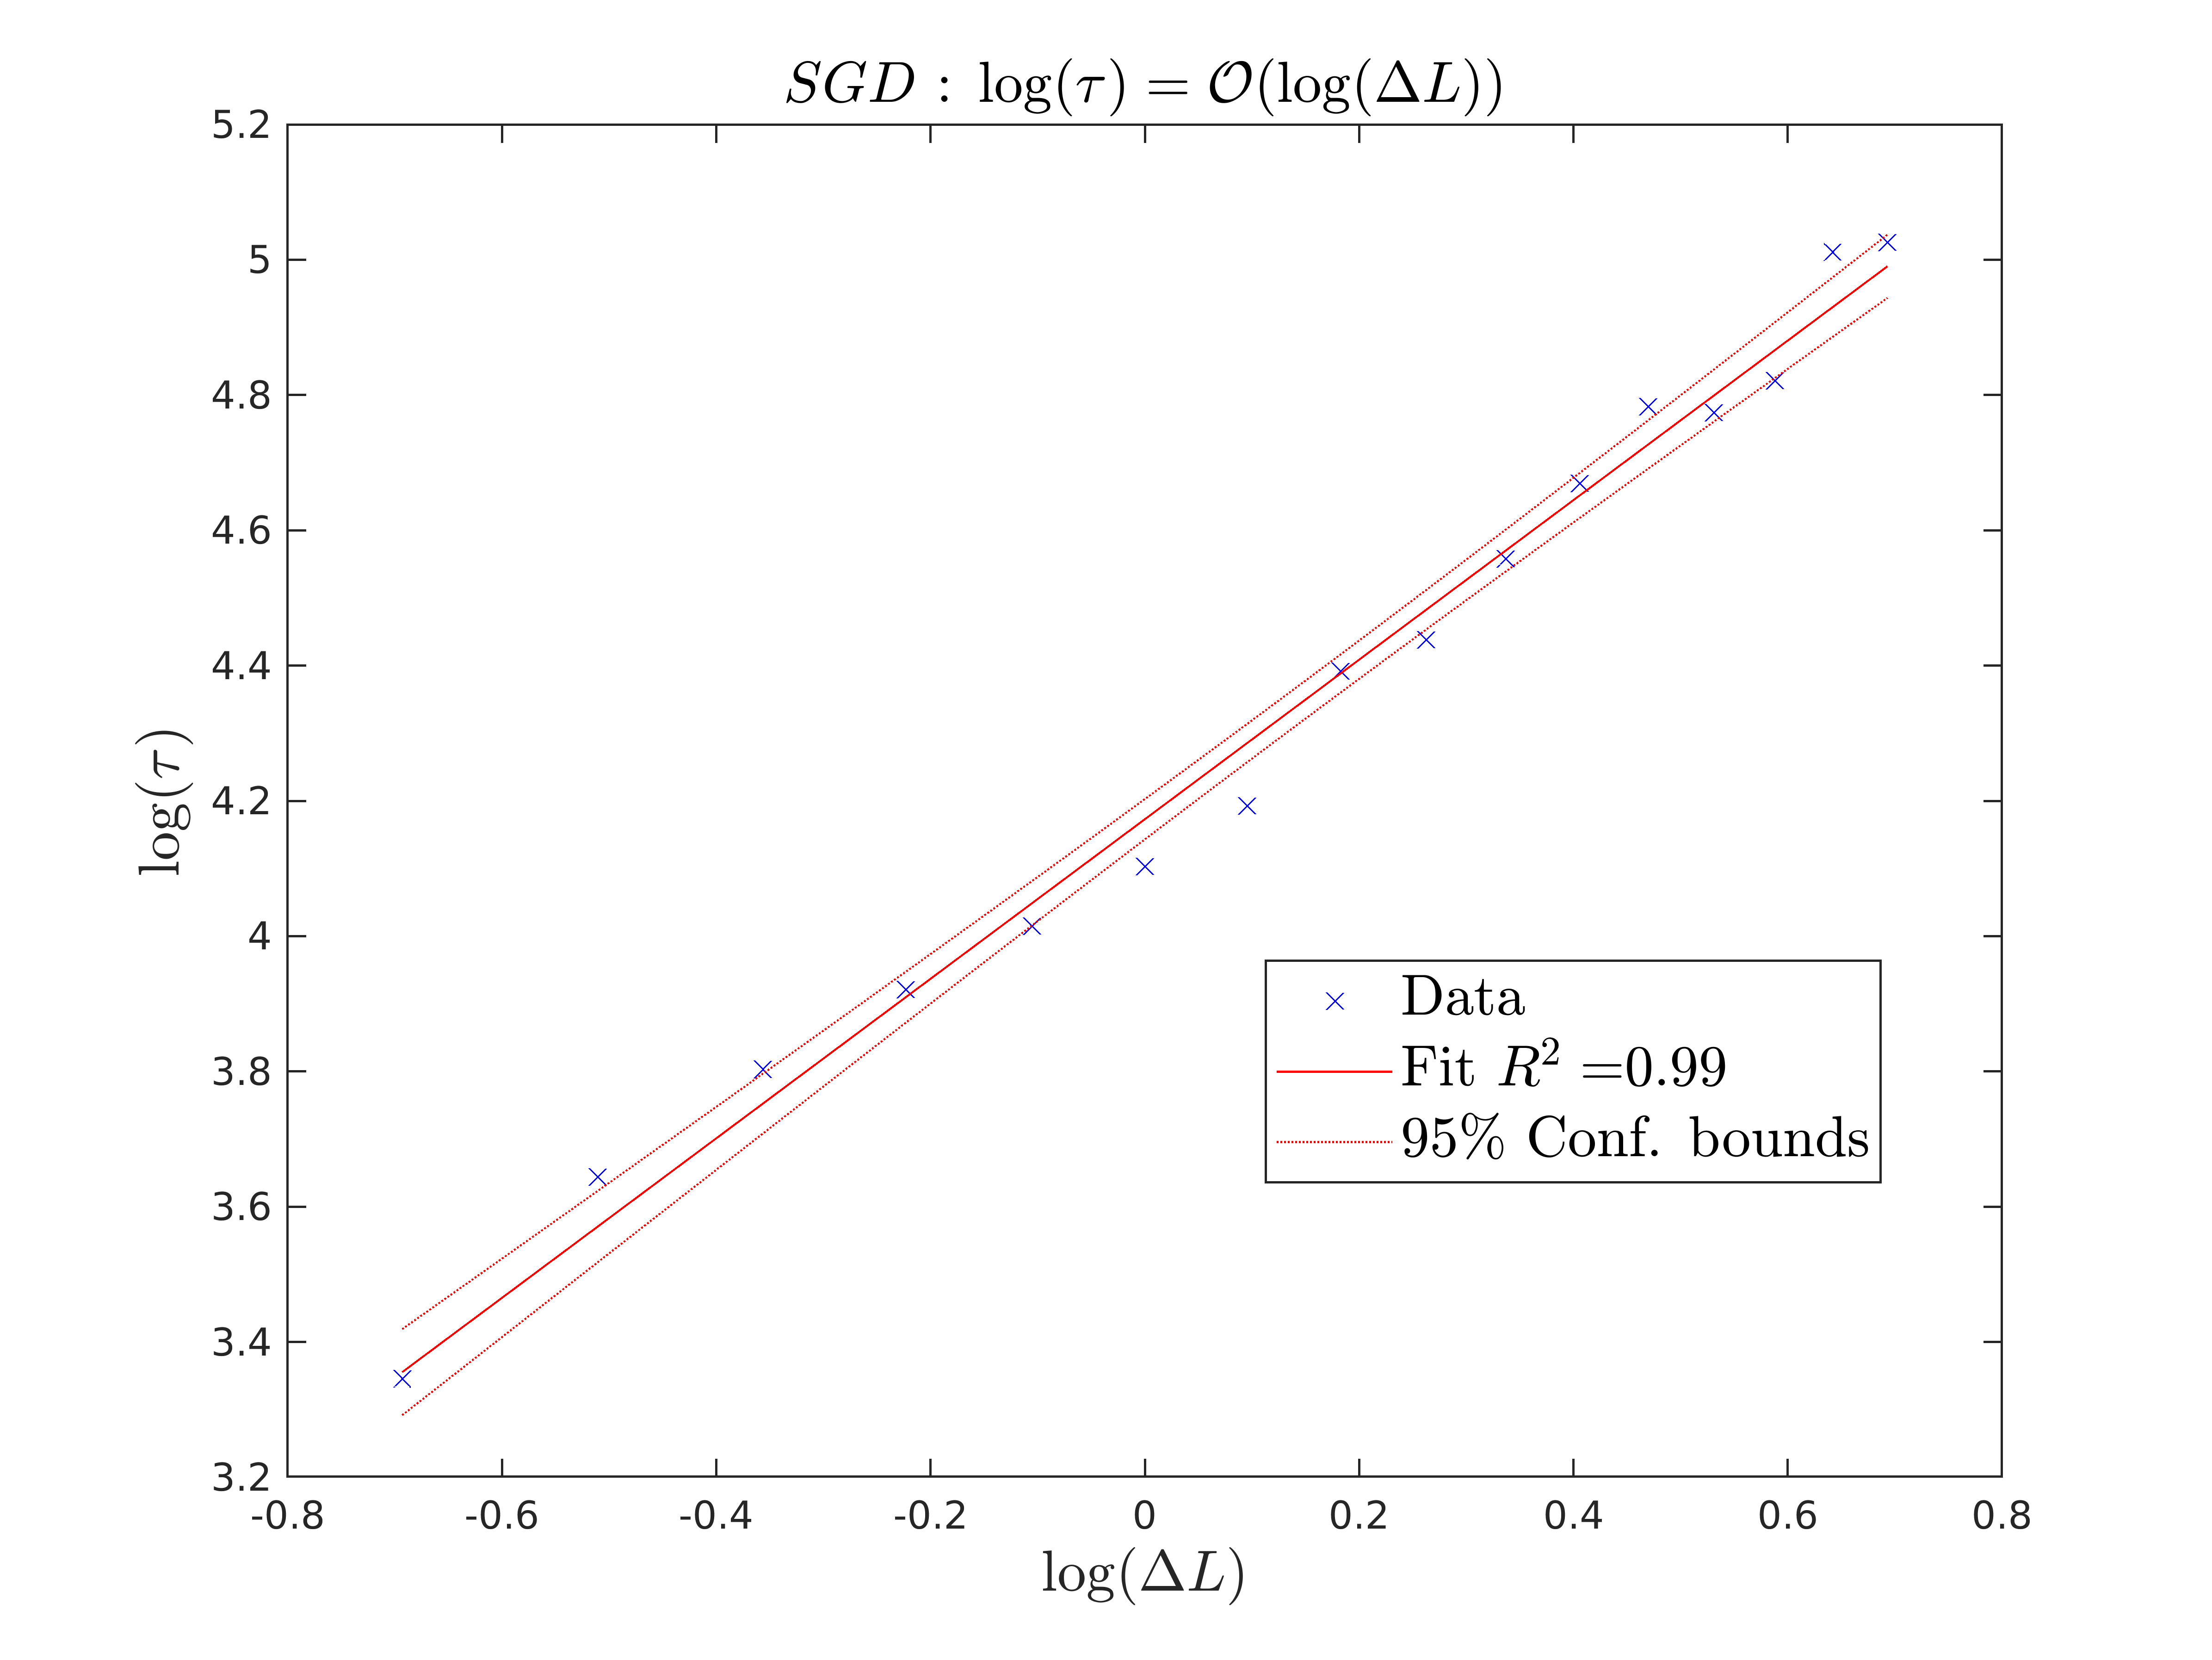 SGD : log(τ) = 𝒪(log(ΔL))
5.2
5
4.8
4.6
4.4
4.2
4
3.8
3.6
3.4
3.2
log(τ)
Data
Fit R² =0.99
95% Conf. bounds
-0.8 -0.6 -0.4 -0.2 0 0.2 0.4 0.6 0.8
log(ΔL)